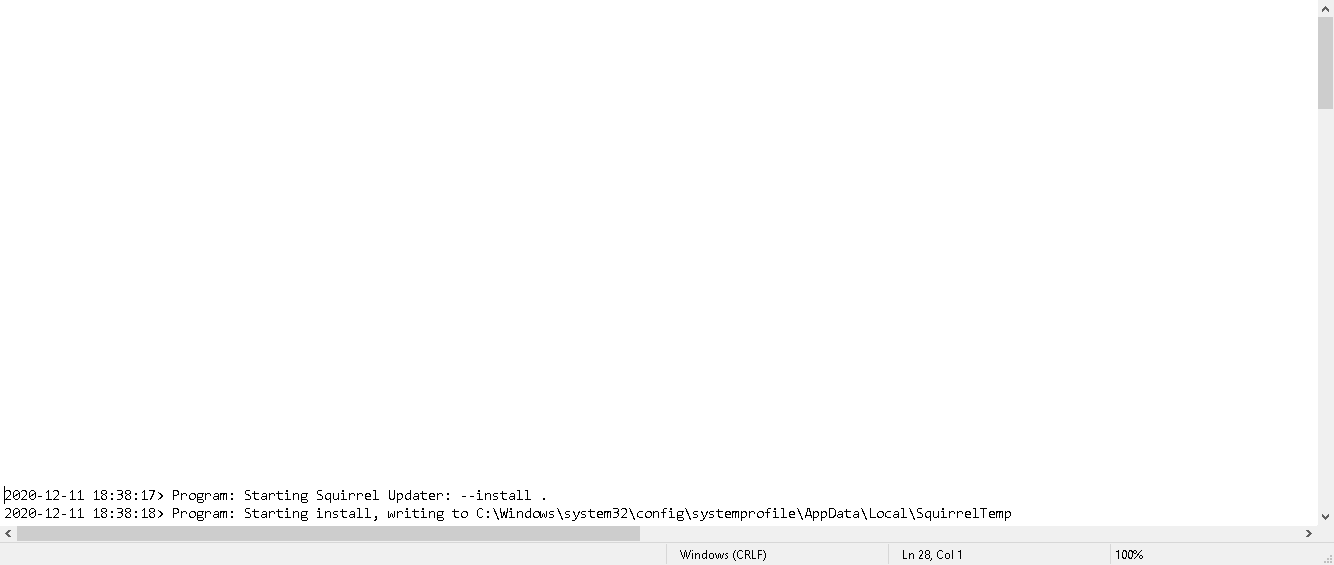 2020-12-11 18:38:17> Program: Starting Squirrel Updater: --install .
2020-12-11 18:38:18> Program: Starting install, writing to C:\Windows\system32\config\systemprofile\AppData\Local\SquirrelTemp
Windows (CRLF)
Ln 28, Col 1
100%